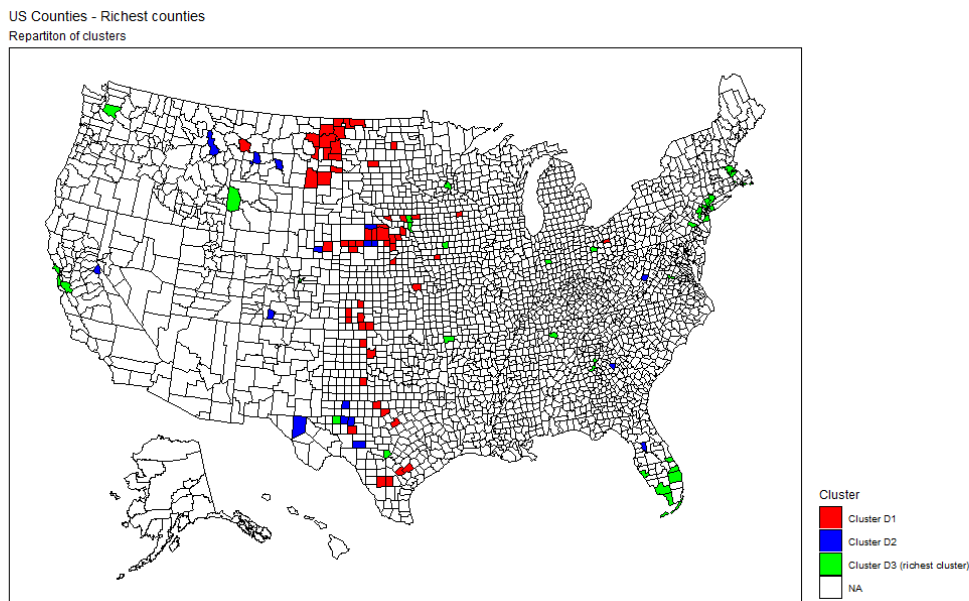 US Counties - Richest counties
Repartiton of clusters
Cluster
Cluster D1
Cluster D2
Cluster D3 (richest cluster)
NA